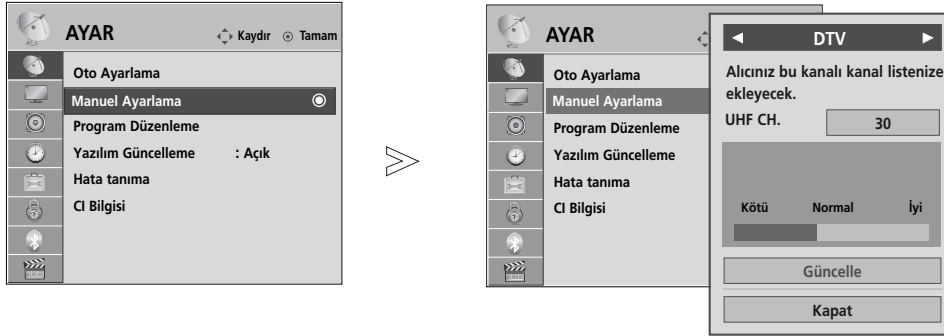 AYAR
Kaydır Tamam
Oto Ayarlama
Manuel Ayarlama
Program Düzenleme
Yazılım Güncelleme : Açık
Hata tanıma
CI Bilgisi
AYAR
Oto Ayarlama
Manuel Ayarlama
Program Düzenleme
Yazılım Güncelleme
Hata tanıma
CI Bilgisi
DTV
Alıcınız bu kanalı kanal listenize
ekleyecek.
UHF CH. 30
Kötü Normal İyi
Güncelle
Kapat